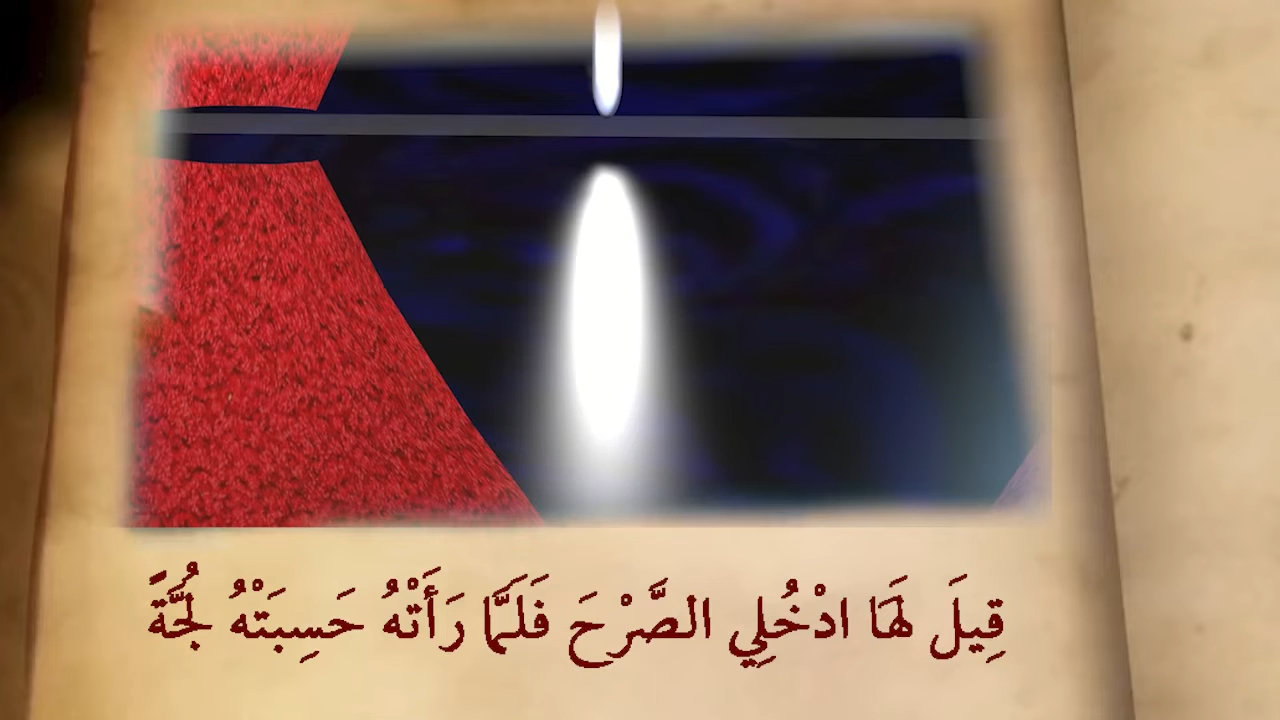 قِيلَ لَهَا ادْخُلِي الصَّرْحَ فَلَمَّا رَأَتْهُ حَسِبَتْهُ لُجَّةً